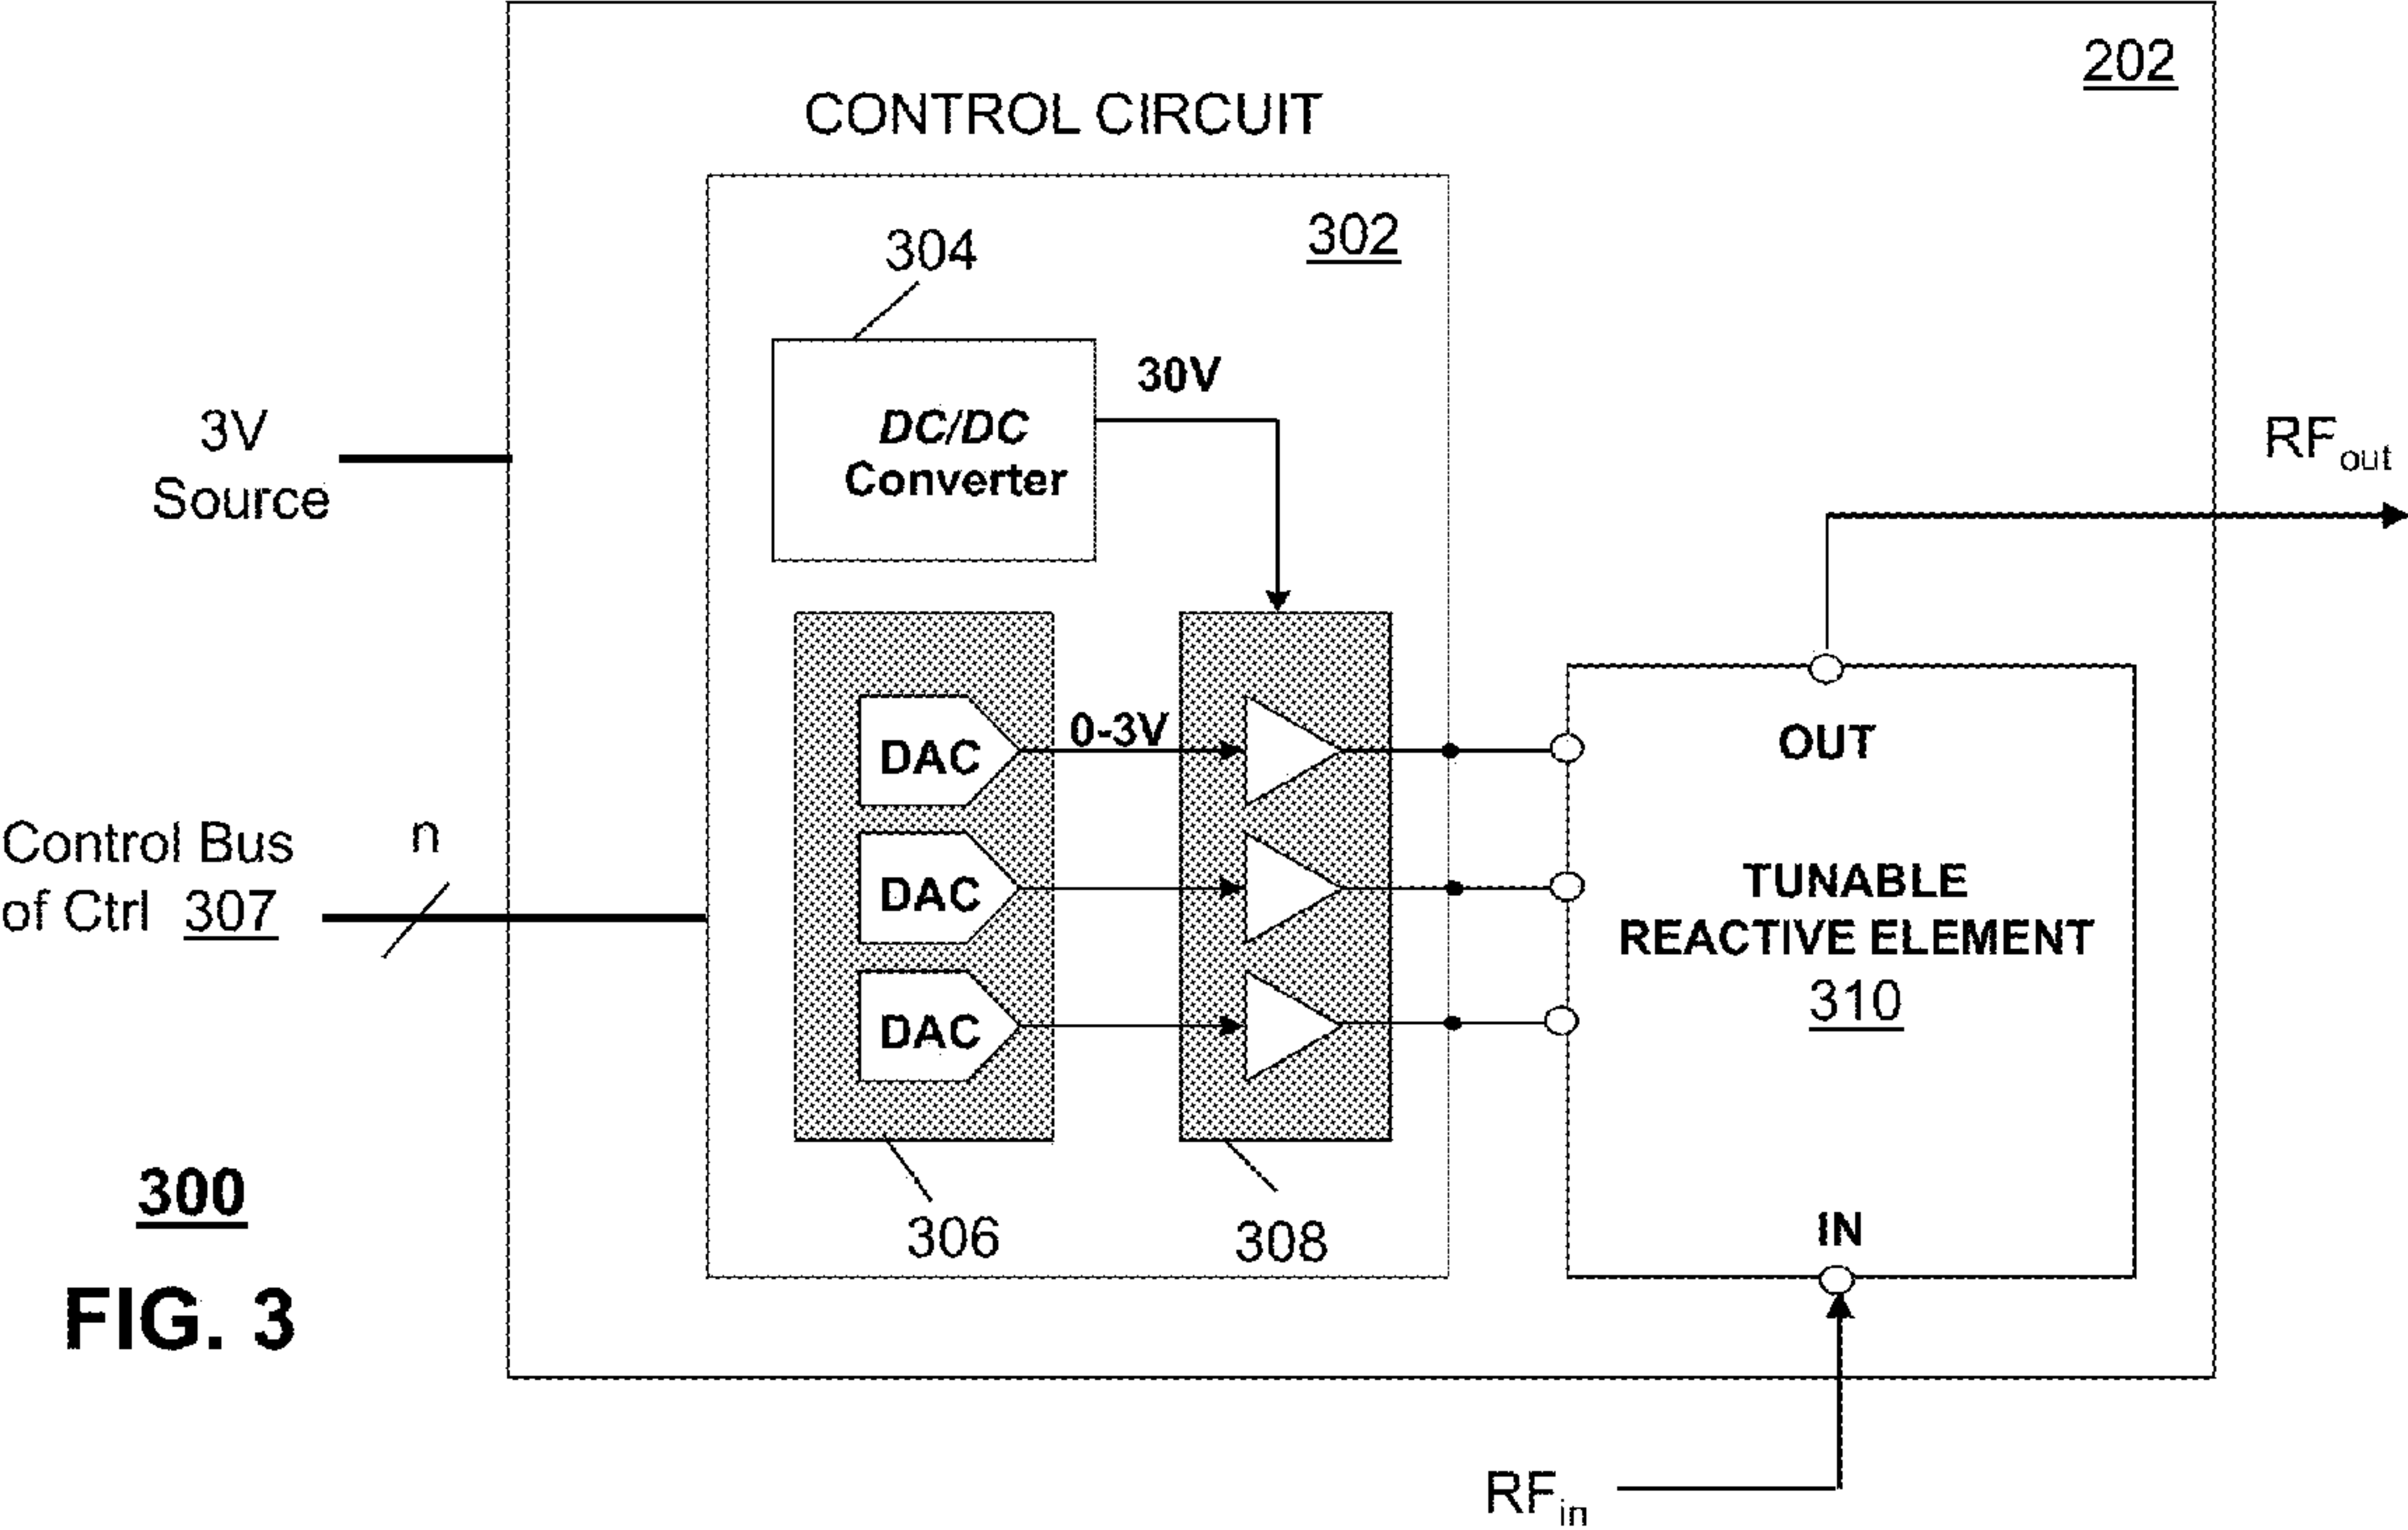 202
CONTROL CIRCUIT
302
304
30V
DC/DC
Converter
3V
Source
RFout
0-3V
DAC
DAC
DAC
OUT
TUNABLE
REACTIVE ELEMENT
310
IN
Control Bus
of Ctrl 307
n
306
308
300
FIG. 3
RFin